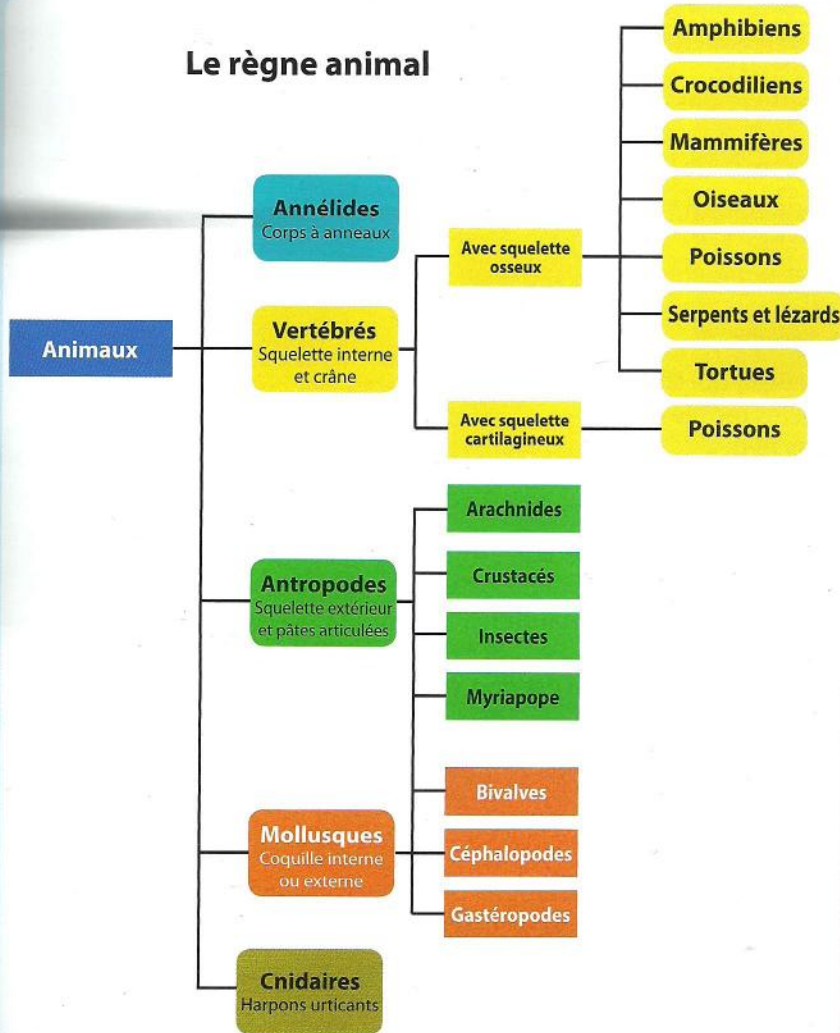 Le règne animal
Animaux
Annélides
Corps à anneaux
Vertébrés
Squelette interne
et crâne
Avec squelette
osseux
Amphibiens
Crocodiliens
Mammifères
Oiseaux
Poissons
Serpents et lézards
Tortues
Avec squelette
cartilagineux
Poissons
Antropodes
Squelette extérieur
et pâtes articulées
Arachnides
Crustacés
Insectes
Myriapope
Mollusques
Coquille interne
ou externe
Bivalves
Céphalopodes
Gastéropodes
Cnidaires
Harpons urticants